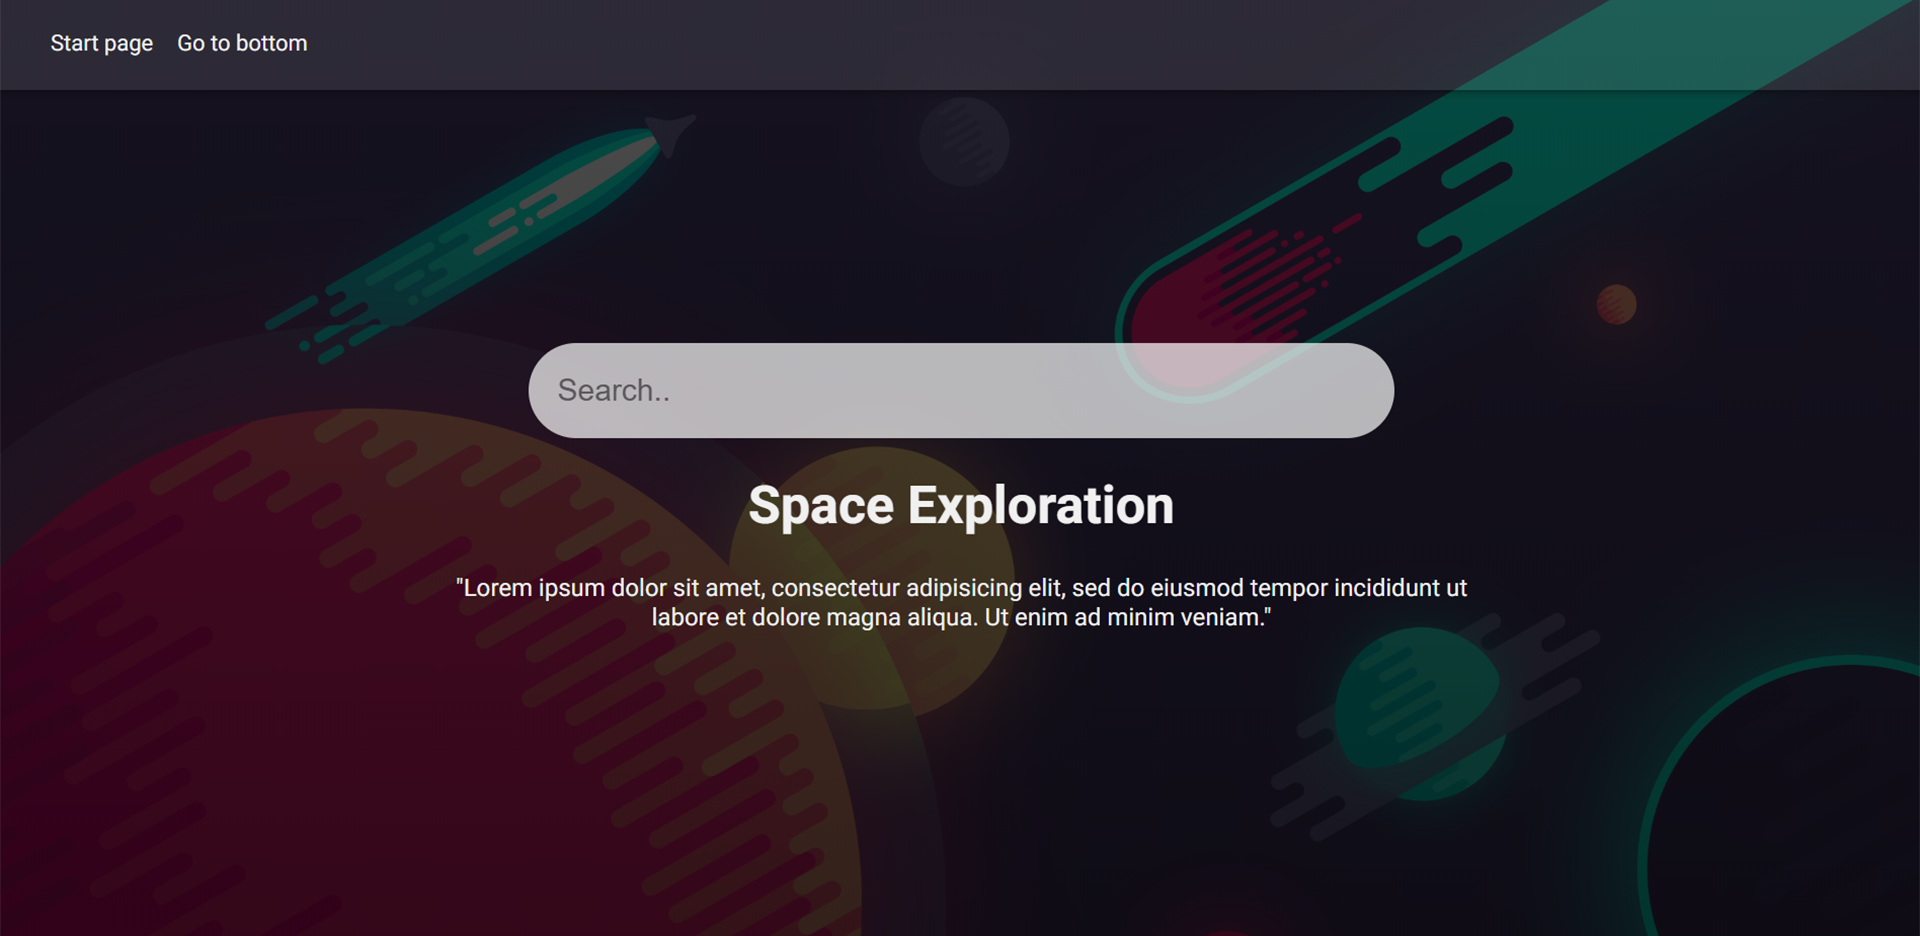 Start page Go to bottom
Search..
Space Exploration
"Lorem ipsum dolor sit amet, consectetur adipisicing elit, sed do eiusmod tempor incididunt ut
labore et dolore magna aliqua. Ut enim ad minim veniam."